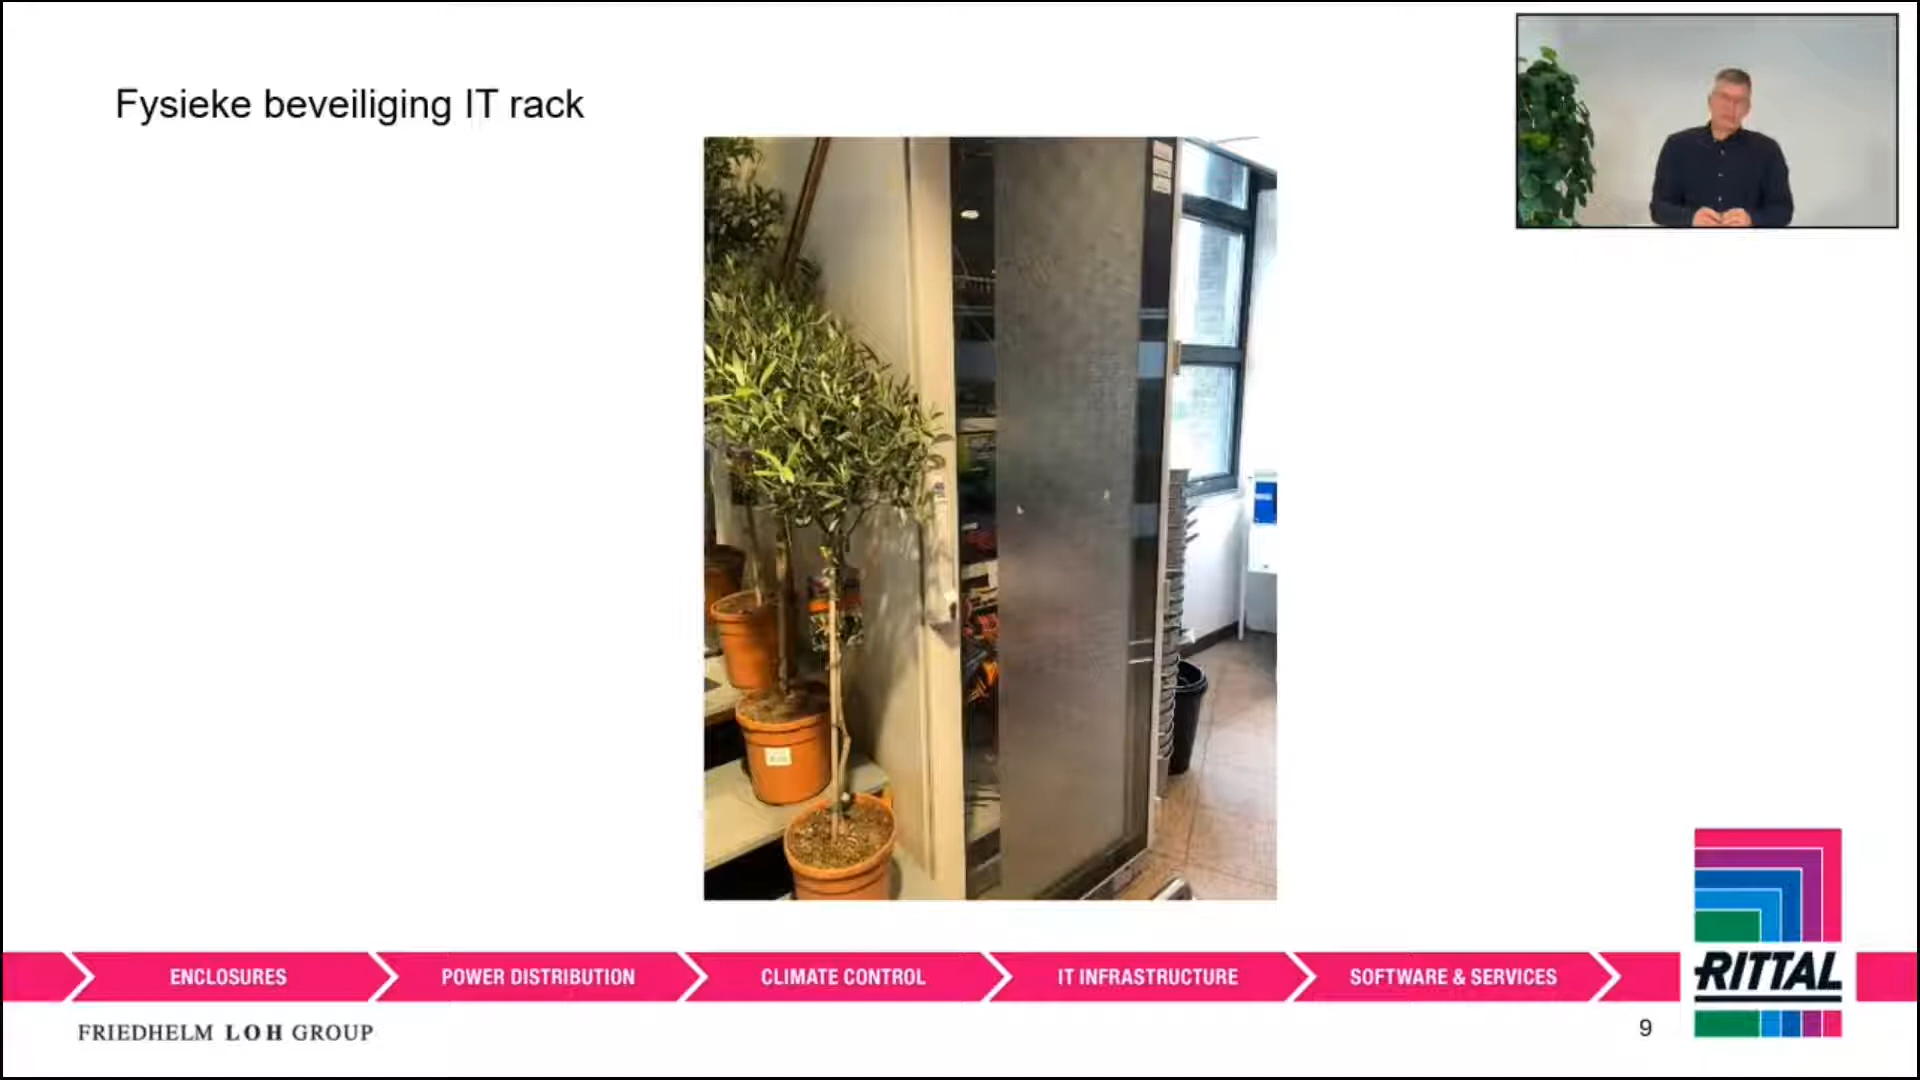 Fysieke beveiliging IT rack
ENCLOSURES
POWER DISTRIBUTION
CLIMATE CONTROL
IT INFRASTRUCTURE
SOFTWARE & SERVICES
RITTAL
FRIEDHELM LOH GROUP
9